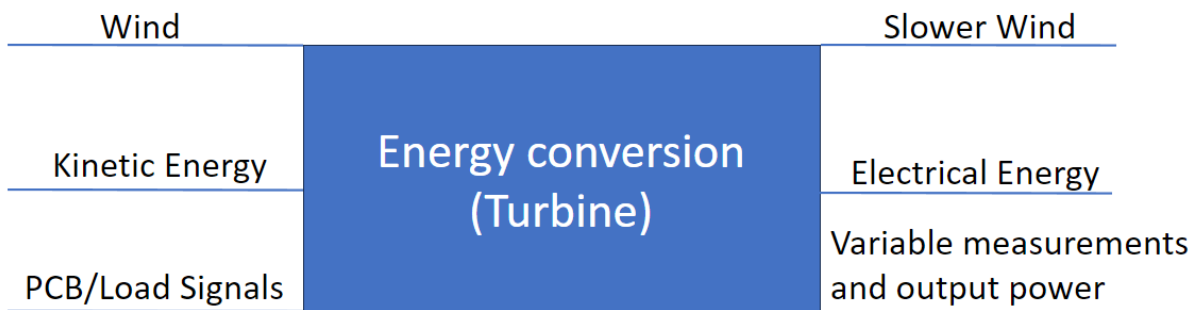 Wind
Slower Wind
Kinetic Energy
Energy conversion
(Turbine)
Electrical Energy
PCB/Load Signals
Variable measurements
and output power